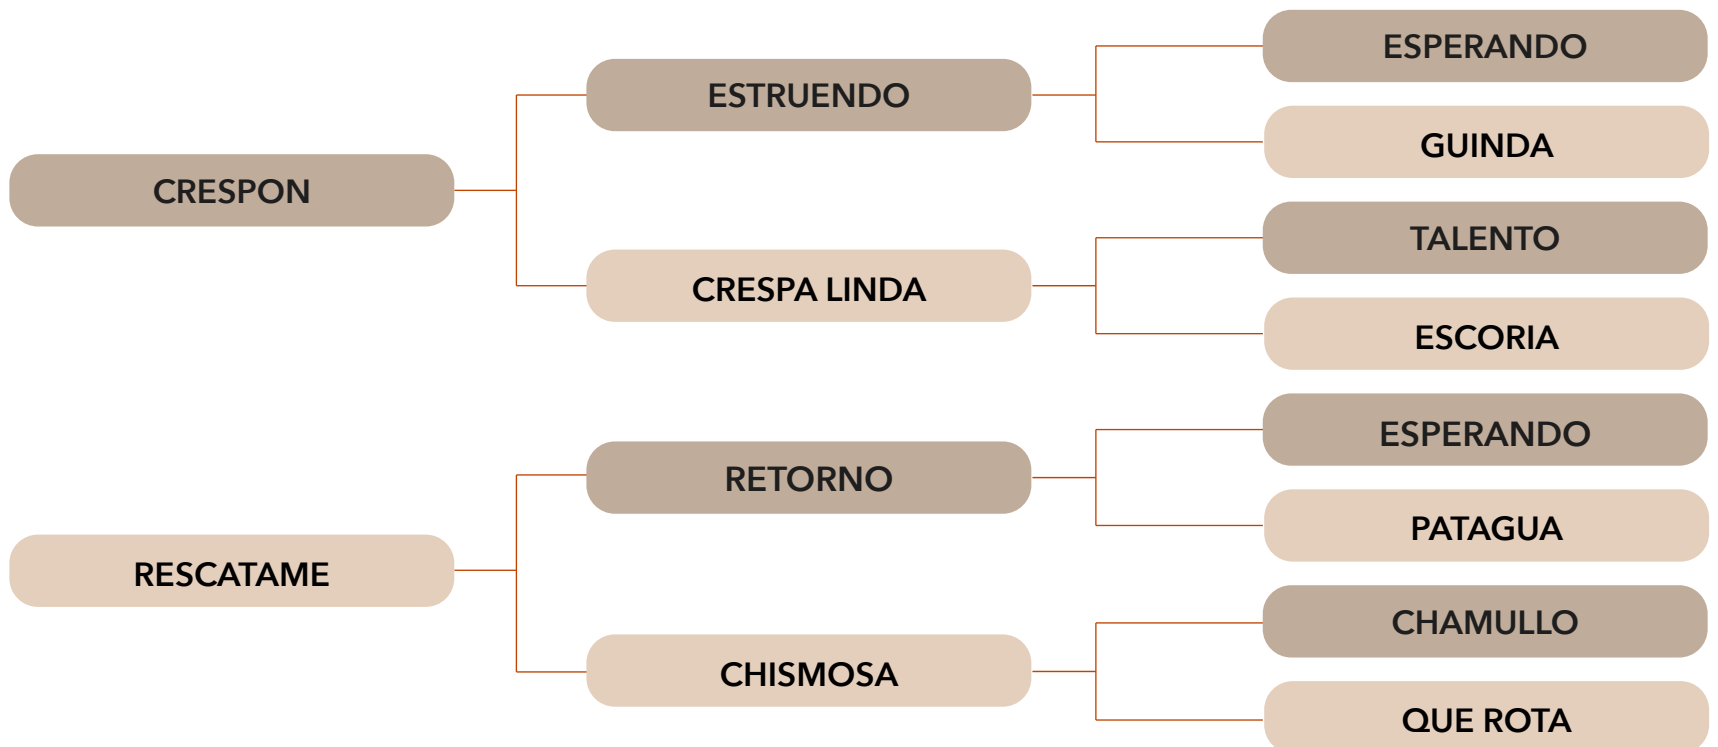 ESPERANDO
ESTRUENDO
GUINDA
CRESPON
TALENTO
CRESPA LINDA
ESCORIA
ESPERANDO
RETORNO
PATAGUA
RESCATAME
CHAMULLO
CHISMOSA
QUE ROTA